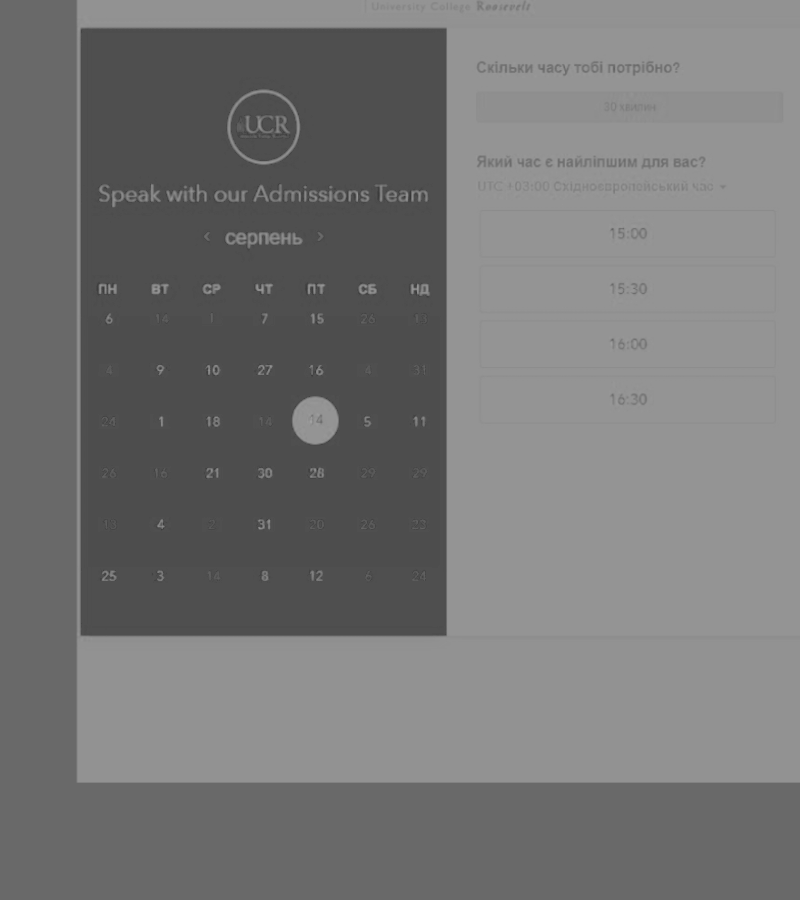 University College Roosevelt
UCR
Speak with our Admissions Team
< серпень >
ПН ВТ СР ЧТ ПТ СБ НД
6 14 1 7 15 26
4 9 10 27 16 4 31
24 1 18 14 14 5 11
26 16 21 30 28 29 29
13 4 2 31 20 26 23
25 3 14 8 12 6 24
Скільки часу тобі потрібно?
30 хвилин
Який час є найліпшим для вас?
UTC +03:00 Східноєвропейський час
15:00
15:30
16:00
16:30